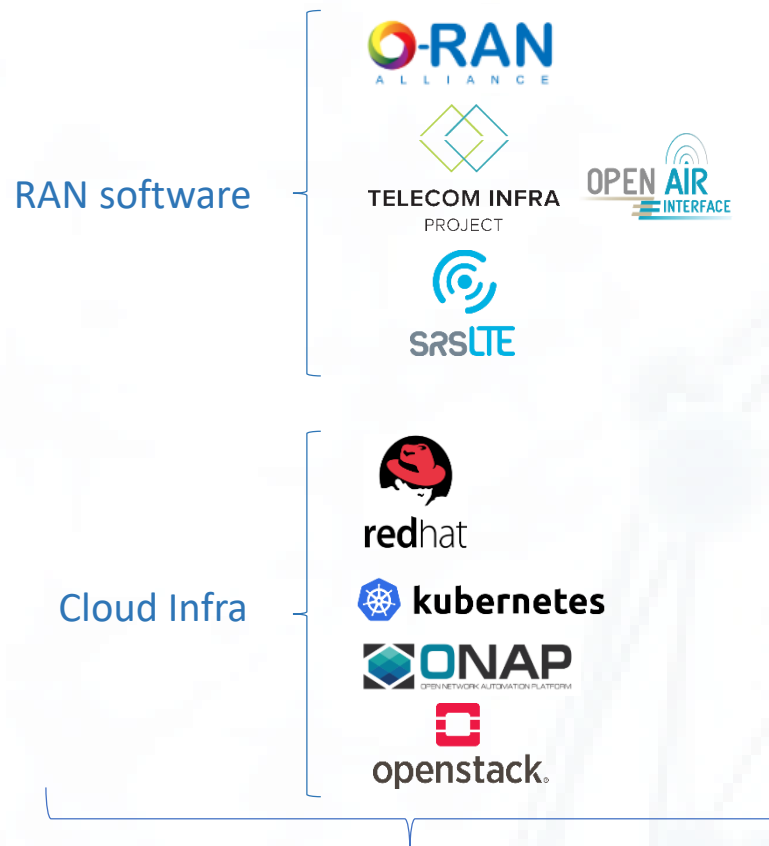 O-RAN
ALLIANCE
RAN software
TELECOM INFRA
PROJECT
OPEN AIR
INTERFACE
SRSLTE
redhat
Cloud Infra
kubernetes
ONAP
OPEN NETWORK AUTOMATION PLATFORM
openstack.